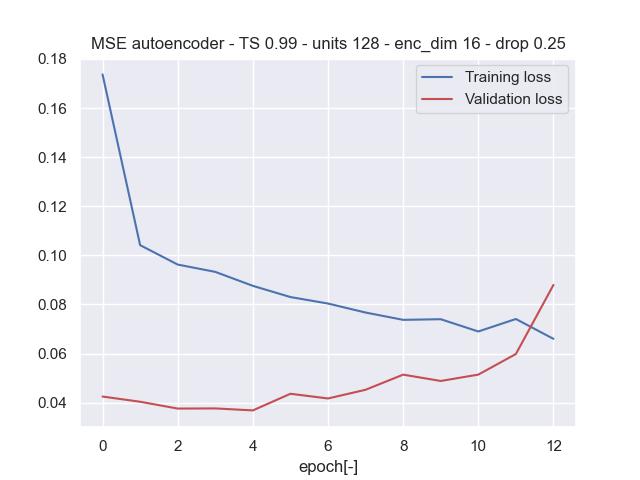 MSE autoencoder - TS 0.99 - units 128 - enc_dim 16 - drop 0.25
Training loss
Validation loss
0.18
0.16
0.14
0.12
0.10
0.08
0.06
0.04
0 2 4 6 8 10 12
epoch[-]